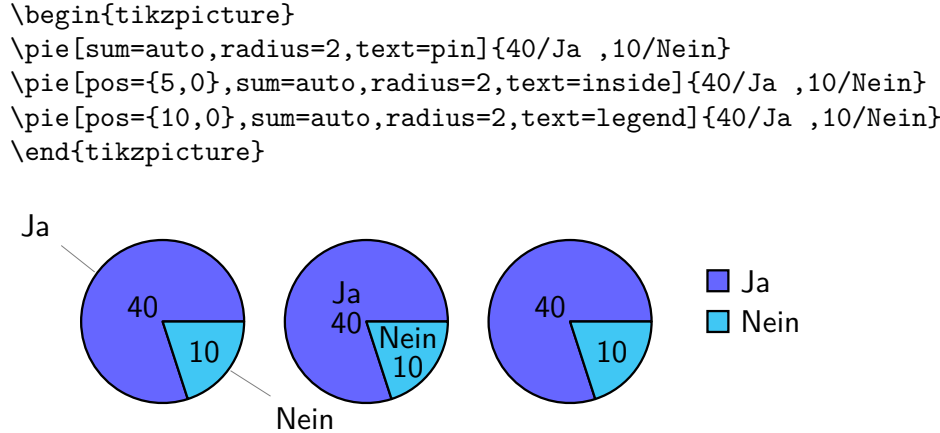 \begin{tikzpicture}
\pie[sum=auto,radius=2,text=pin]{40/Ja ,10/Nein}
\pie[pos={5,0},sum=auto,radius=2,text=inside]{40/Ja ,10/Nein}
\pie[pos={10,0},sum=auto,radius=2,text=legend]{40/Ja ,10/Nein}
\end{tikzpicture}
Ja
40
10
Nein
Ja
40
Nein
10
40
10
Ja
Nein